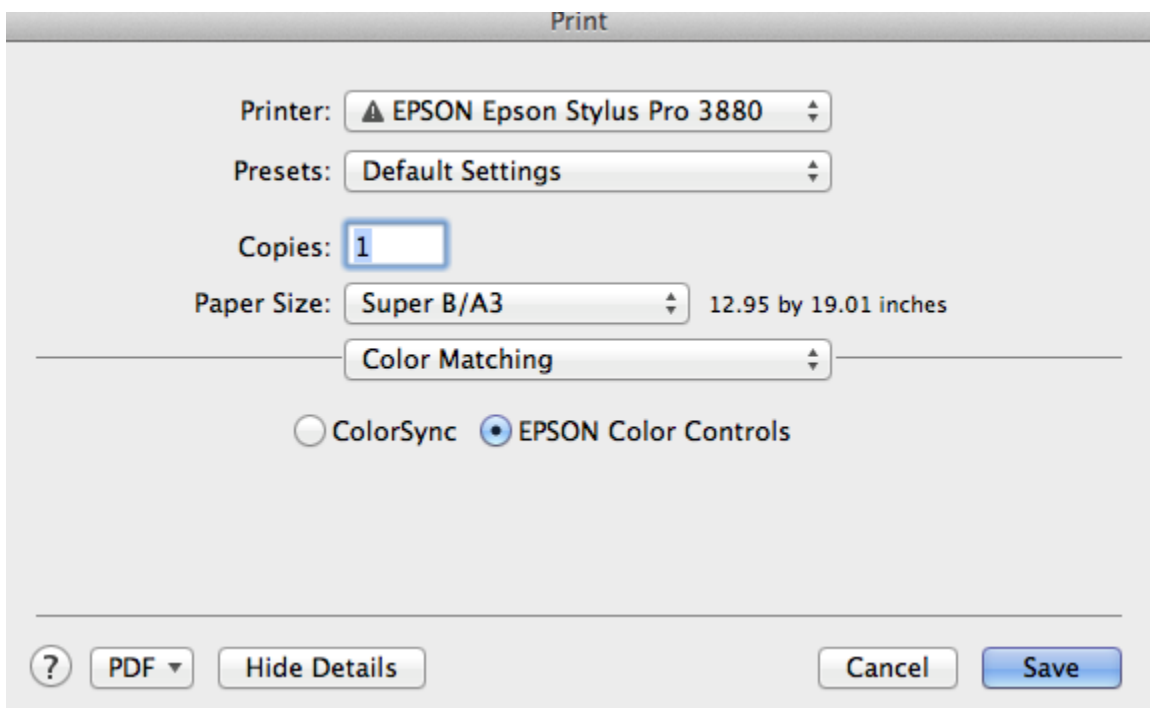 Print
Printer: EPSON Epson Stylus Pro 3880
Presets: Default Settings
Copies: 1
Paper Size: Super B/A3 12.95 by 19.01 inches
Color Matching
ColorSync EPSON Color Controls
? PDF Hide Details Cancel Save